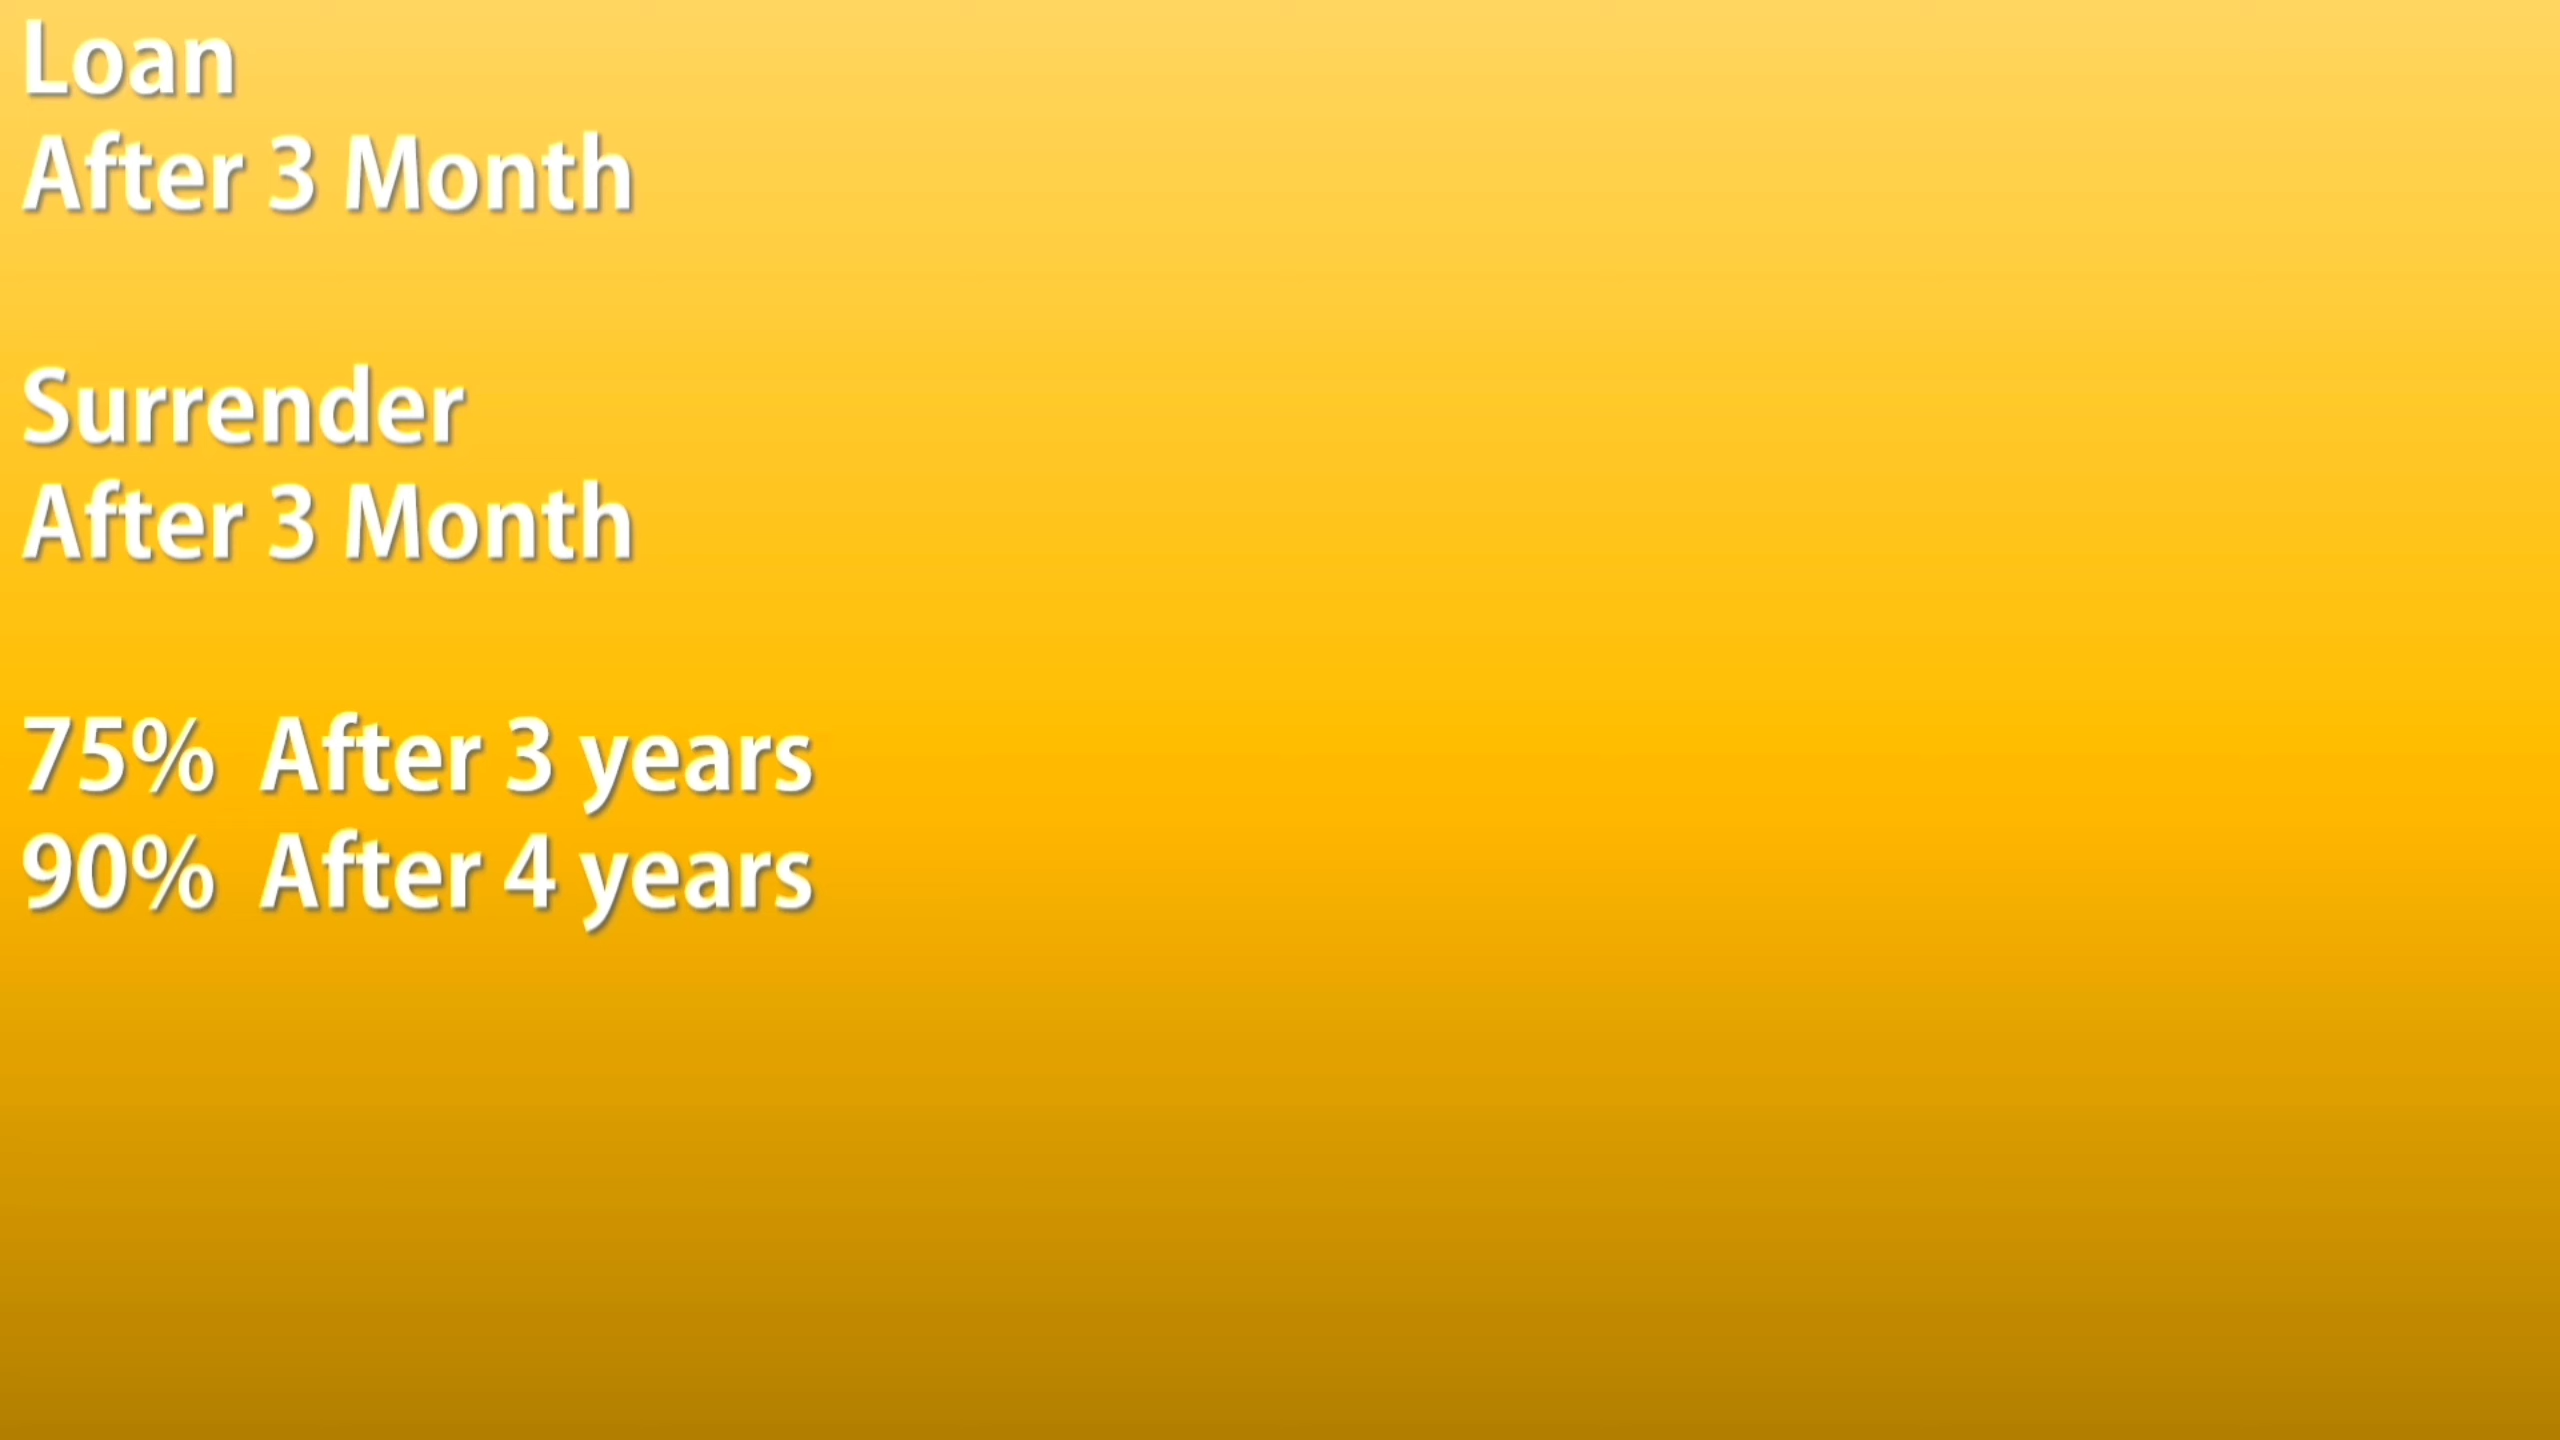 Loan
After 3 Month
Surrender
After 3 Month
75% After 3 years
90% After 4 years